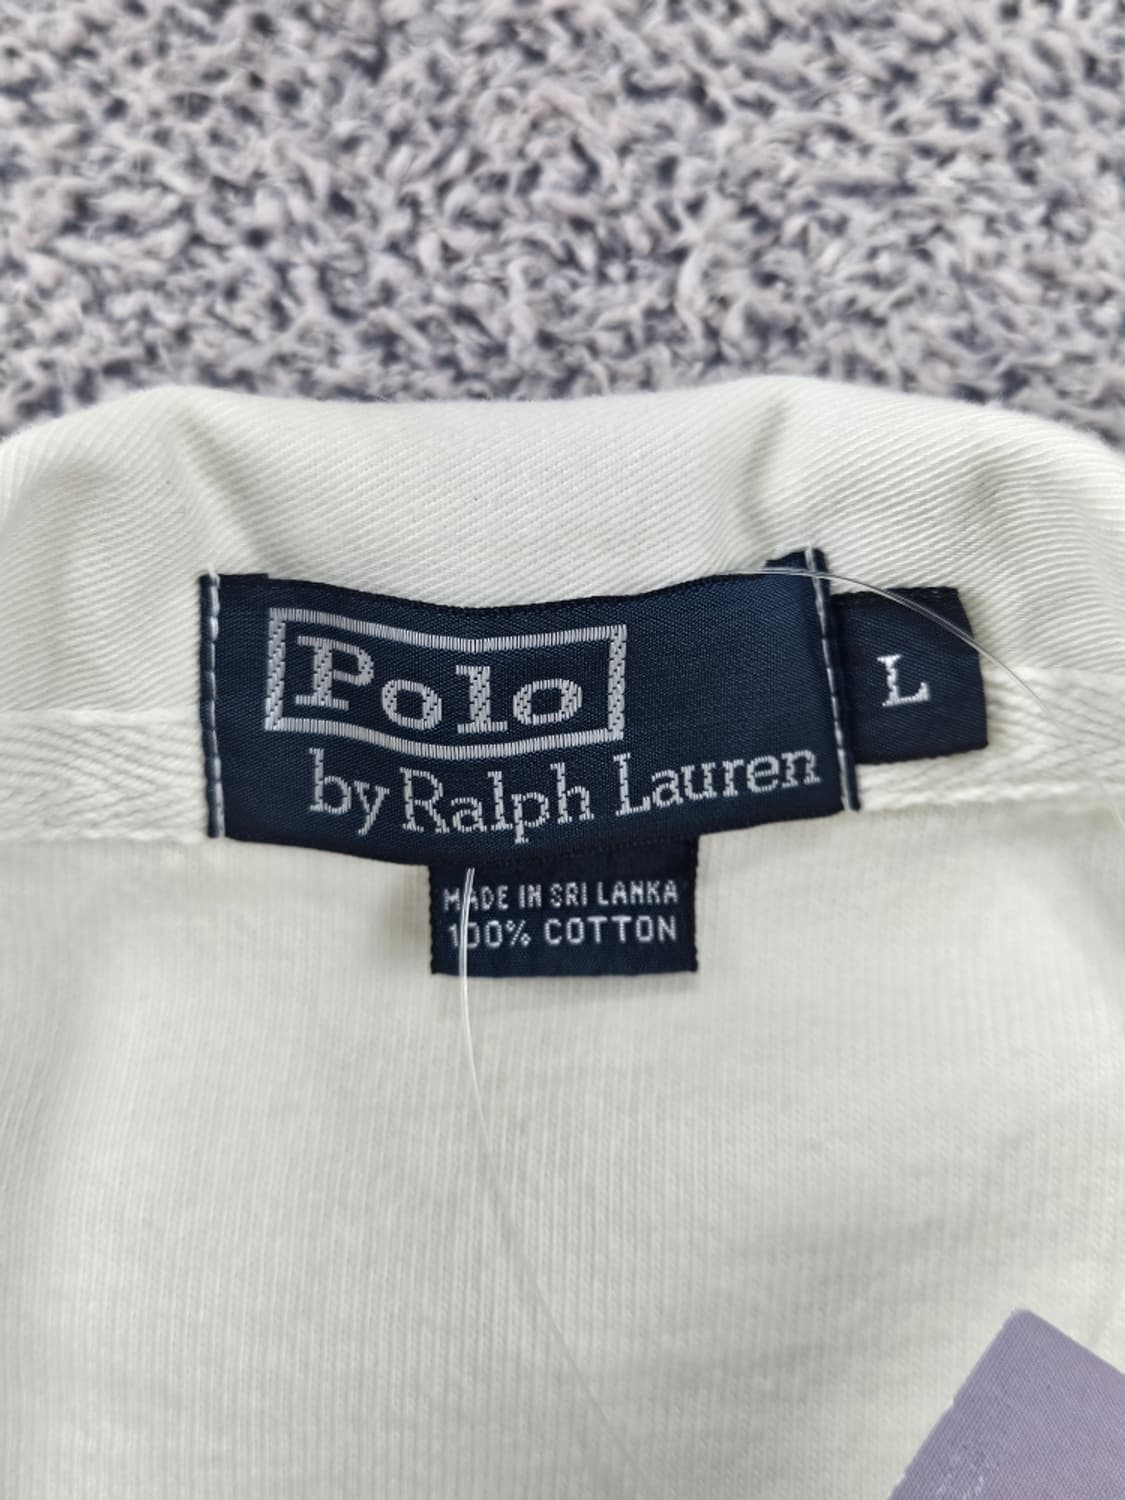 Polo
by Ralph Lauren
L
MADE IN SRI LANKA
100% COTTON